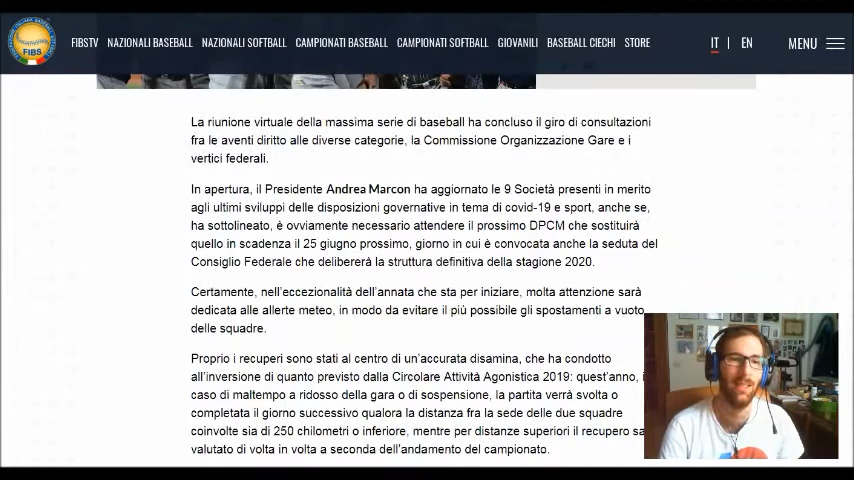 FIBS
FIBSTV NAZIONALI BASEBALL NAZIONALI SOFTBALL CAMPIONATI BASEBALL CAMPIONATI SOFTBALL GIOVANILI BASEBALL CIECHI STORE IT | EN MENU
La riunione virtuale della massima serie di baseball ha concluso il giro di consultazioni
fra le aventi diritto alle diverse categorie, la Commissione Organizzazione Gare e i
vertici federali.
In apertura, il Presidente Andrea Marcon ha aggiornato le 9 Società presenti in merito
agli ultimi sviluppi delle disposizioni governative in tema di covid-19 e sport, anche se,
ha sottolineato, è ovviamente necessario attendere il prossimo DPCM che sostituirà
quello in scadenza il 25 giugno prossimo, giorno in cui è convocata anche la seduta del
Consiglio Federale che delibererà la struttura definitiva della stagione 2020.
Certamente, nell'eccezionalità dell'annata che sta per iniziare, molta attenzione sarà
dedicata alle allerte meteo, in modo da evitare il più possibile gli spostamenti a vuoto
delle squadre.
Proprio i recuperi sono stati al centro di un'accurata disamina, che ha condotto
all'inversione di quanto previsto dalla Circolare Attività Agonistica 2019: quest'anno, i
caso di maltempo a ridosso della gara o di sospensione, la partita verrà svolta o
completata il giorno successivo qualora la distanza fra la sede delle due squadre
coinvolte sia di 250 chilometri o inferiore, mentre per distanze superiori il recupero sa
valutato di volta in volta a seconda dell'andamento del campionato.